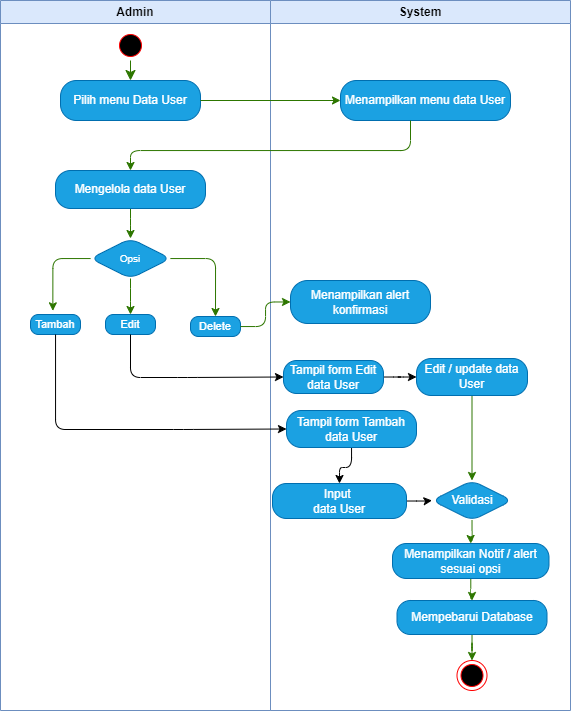 Admin
System
Pilih menu Data User
Menampilkan menu data User
Mengelola data User
Opsi
Tambah
Edit
Delete
Menampilkan alert
konfirmasi
Tampil form Edit
data User
Edit / update data
User
Tampil form Tambah
data User
Input
data User
Validasi
Menampilkan Notif / alert
sesuai opsi
Mempebarui Database